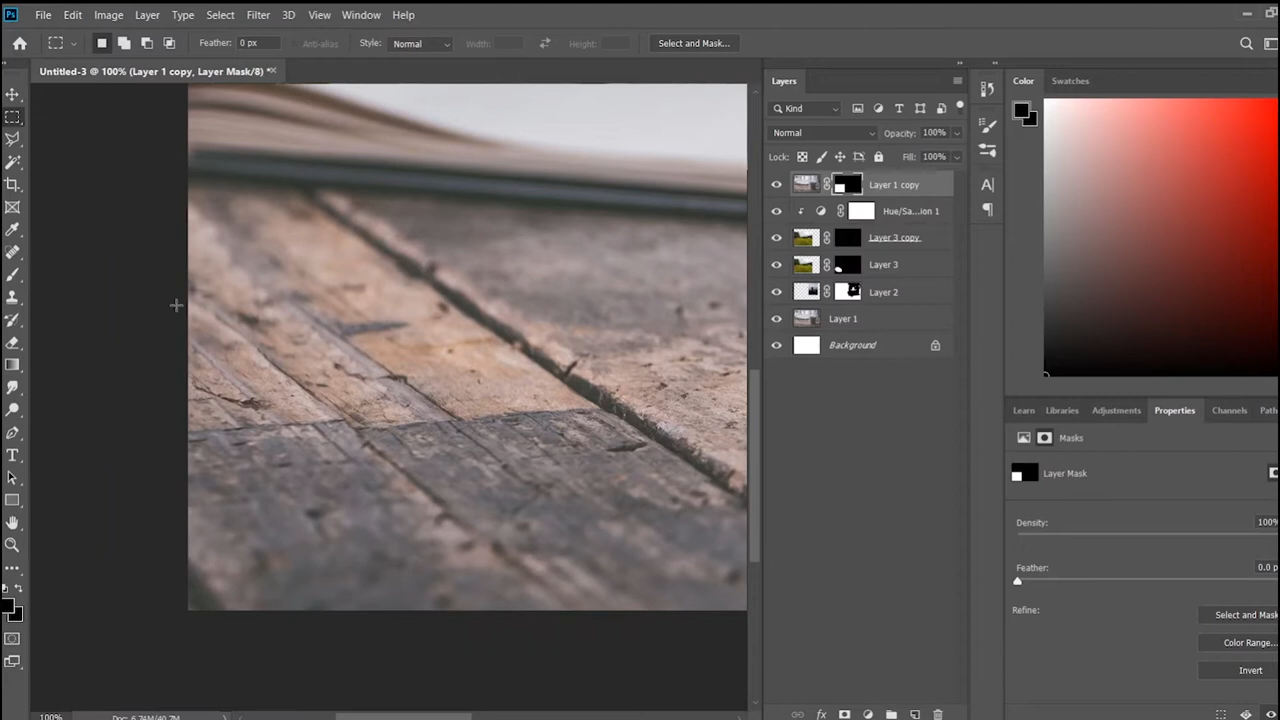 Ps File Edit Image Layer Type Select Filter 3D View Window Help
Feather: 0 px Anti-alias Style: Normal Width: Height: Select and Mask...
Untitled-3 @ 100% (Layer 1 copy, Layer Mask/8) *
Layers
Kind
Normal Opacity: 100%
Lock: Fill: 100%
Layer 1 copy
Hue/Sa...ion 1
Layer 3 copy
Layer 3
Layer 2
Layer 1
Background
Color Swatches
Learn Libraries Adjustments Properties Channels Path
Masks
Layer Mask
Density: 100%
Feather: 0.0 p
Refine: Select and Mask
Color Range...
Invert
100% Doc: 6.74M/40.7M